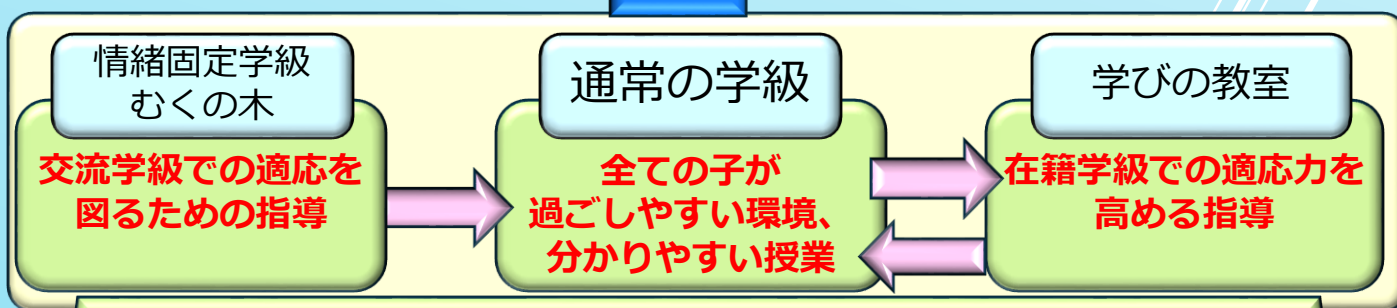 情緒固定学級
むくの木
交流学級での適応を
図るための指導
通常の学級
全ての子が
過ごしやすい環境、
分かりやすい授業
学びの教室
在籍学級での適応力を
高める指導